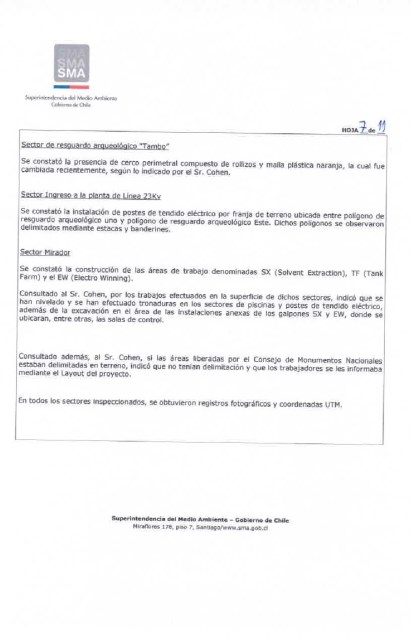 SMA
SMA
SMA
Superintendencia del Medio Ambiente
Gobierno de Chile
HOJA 7 de 11
Sector de resguardo arqueológico "Tambo"
Se constató la presencia de cerco perimetral compuesto de rollizos y malla plástica naranja, la cual fue
cambiada recientemente, según lo indicado por el Sr. Cohen.
Sector Ingreso a la planta de Linea 23Kv
Se constató la instalación de postes de tendido eléctrico por franja de terreno ubicada entre polígono de
resguardo arqueológico uno y polígono de resguardo arqueológico Este. Dichos polígonos se observaron
delimitados mediante estacas y banderines.
Sector Mirador
Se constató la construcción de las áreas de trabajo denominadas SX (Solvent Extraction), TF (Tank
Farm) y el EW (Electro Winning).
Consultado al Sr. Cohen, por los trabajos efectuados en la superficie de dichos sectores, indicó que se
han nivelado y se han efectuado tronaduras en los sectores de piscinas y postes de tendido eléctrico,
además de la excavación en el área de las instalaciones anexas de los galpones SX y EW, donde se
ubicaran, entre otras, las salas de control.
Consultado además, al Sr. Cohen, si las áreas liberadas por el Consejo de Monumentos Nacionales
estaban delimitadas en terreno, indicó que no tenían delimitación y que los trabajadores se les informaba
mediante el Layout del proyecto.
En todos los sectores inspeccionados, se obtuvieron registros fotográficos y coordenadas UTM.
Superintendencia del Medio Ambiente – Gobierno de Chile
Miraflores 178, piso 7, Santiago/www.sma.gob.cl